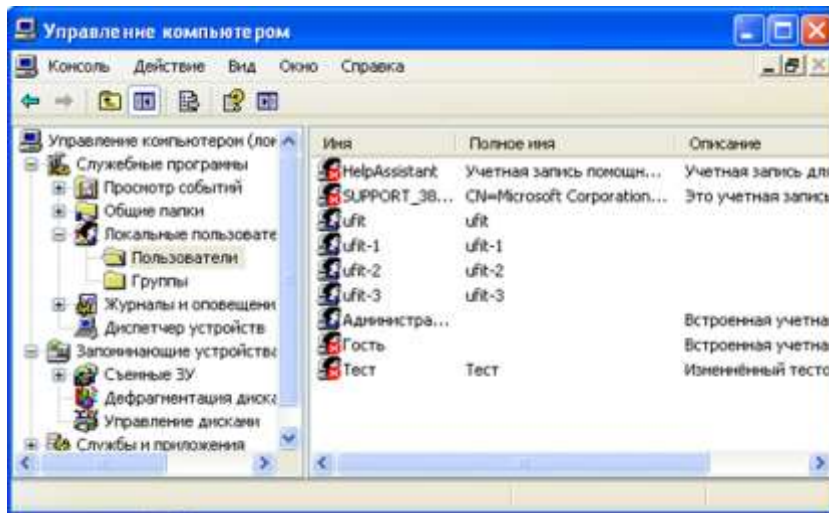 Управление компьютером
Консоль Действие Вид Окно Справка
Управление компьютером (лок
Служебные программы
Просмотр событий
Общие папки
Локальные пользовате
Пользователи
Группы
Журналы и оповещени
Диспетчер устройств
Запоминающие устройства
Съемные ЗУ
Дефрагментация диска
Управление дисками
Службы и приложения
Имя Полное имя Описание
HelpAssistant Учетная запись помощн... Учетная запись для
SUPPORT_38... CN=Microsoft Corporation... Это учетная запись
ufit ufit
ufit-1 ufit-1
ufit-2 ufit-2
ufit-3 ufit-3
Администра... Встроенная учетна
Гость Встроенная учетна
Тест Тест Изменнённый тесто